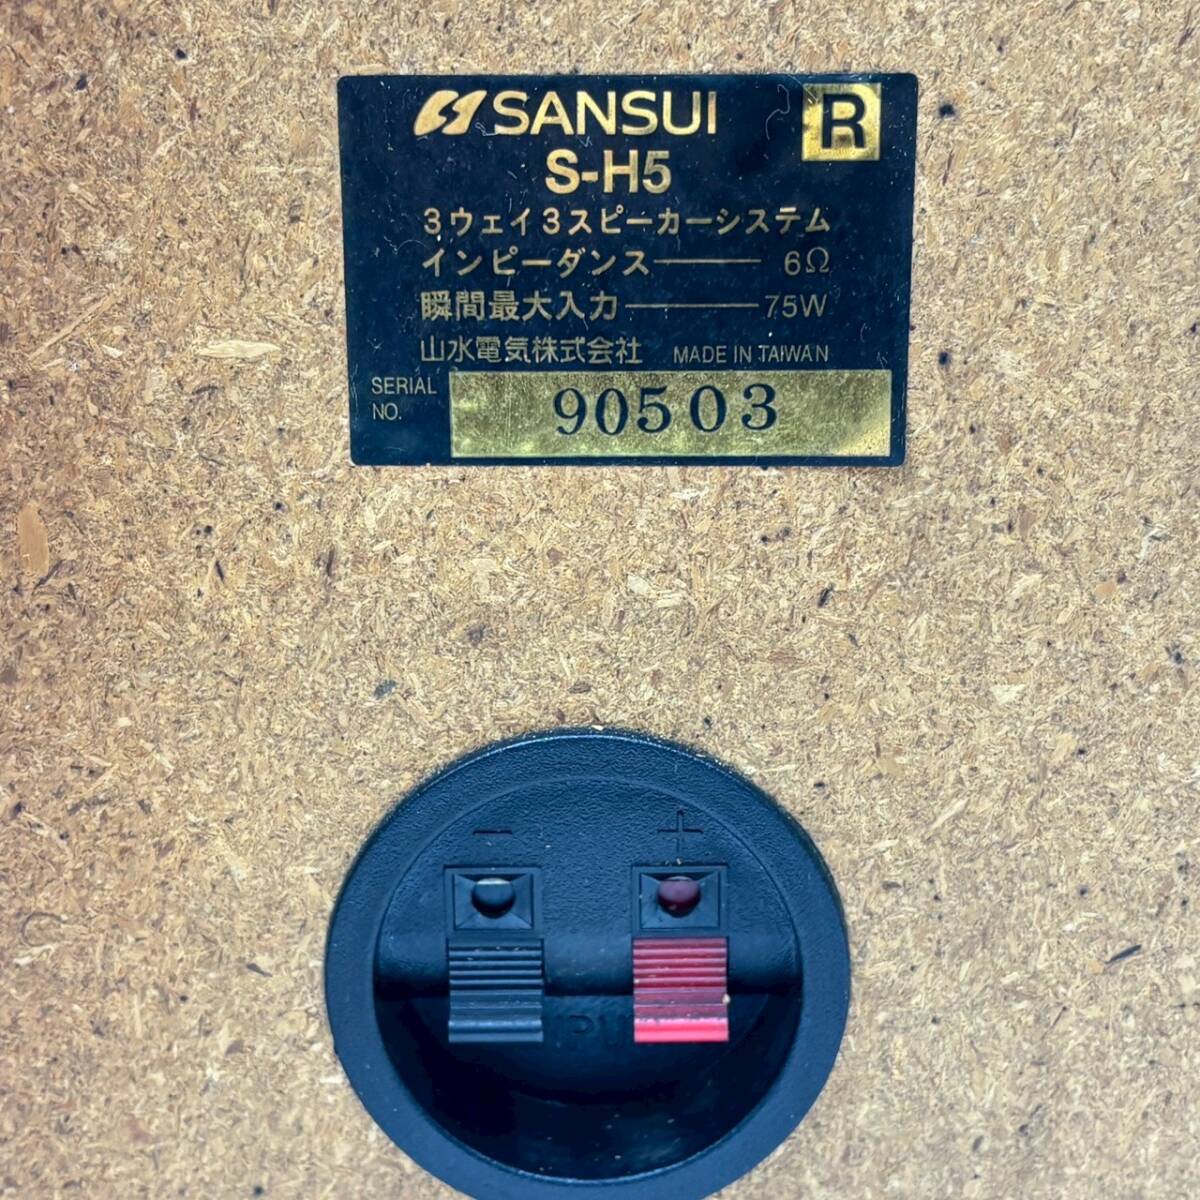 SANSUI R
S-H5
3ウェイ3スピーカーシステム
インピーダンス 6Ω
瞬間最大入力 75W
山水電気株式会社 MADE IN TAIWAN
SERIAL NO. 90503
- +